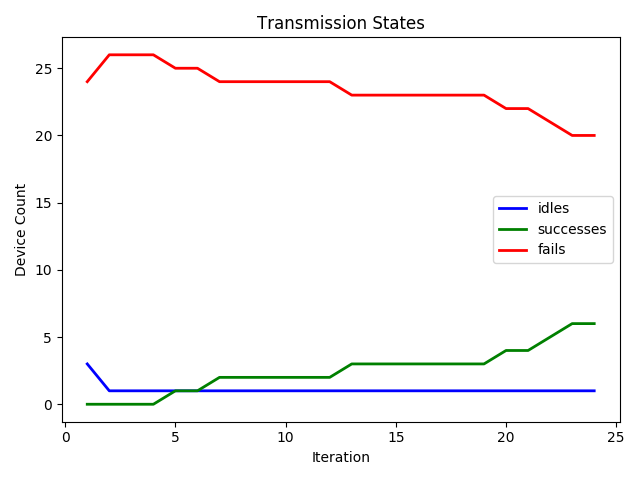 Transmission States
Device Count
25
20
15
10
5
0
idles
successes
fails
0 5 10 15 20 25
Iteration